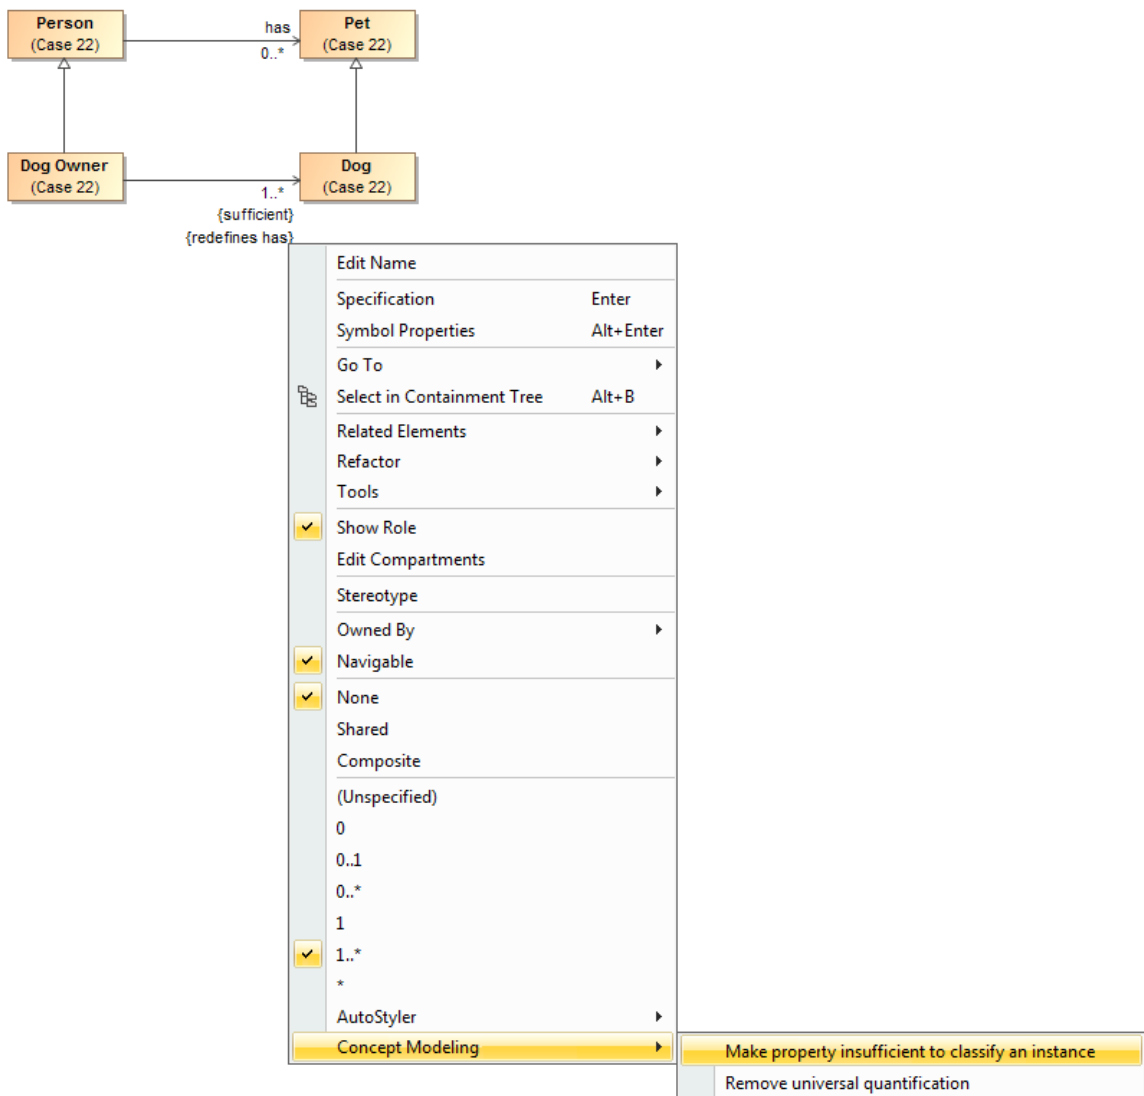 Person
(Case 22)
has
0..*
Pet
(Case 22)
Dog Owner
(Case 22)
1..*
{sufficient}
{redefines has}
Dog
(Case 22)
Edit Name
Specification Enter
Symbol Properties Alt+Enter
Go To
Select in Containment Tree Alt+B
Related Elements
Refactor
Tools
Show Role
Edit Compartments
Stereotype
Owned By
Navigable
None
Shared
Composite
(Unspecified)
0
0..1
0..*
1
1..*
*
AutoStyler
Concept Modeling
Make property insufficient to classify an instance
Remove universal quantification